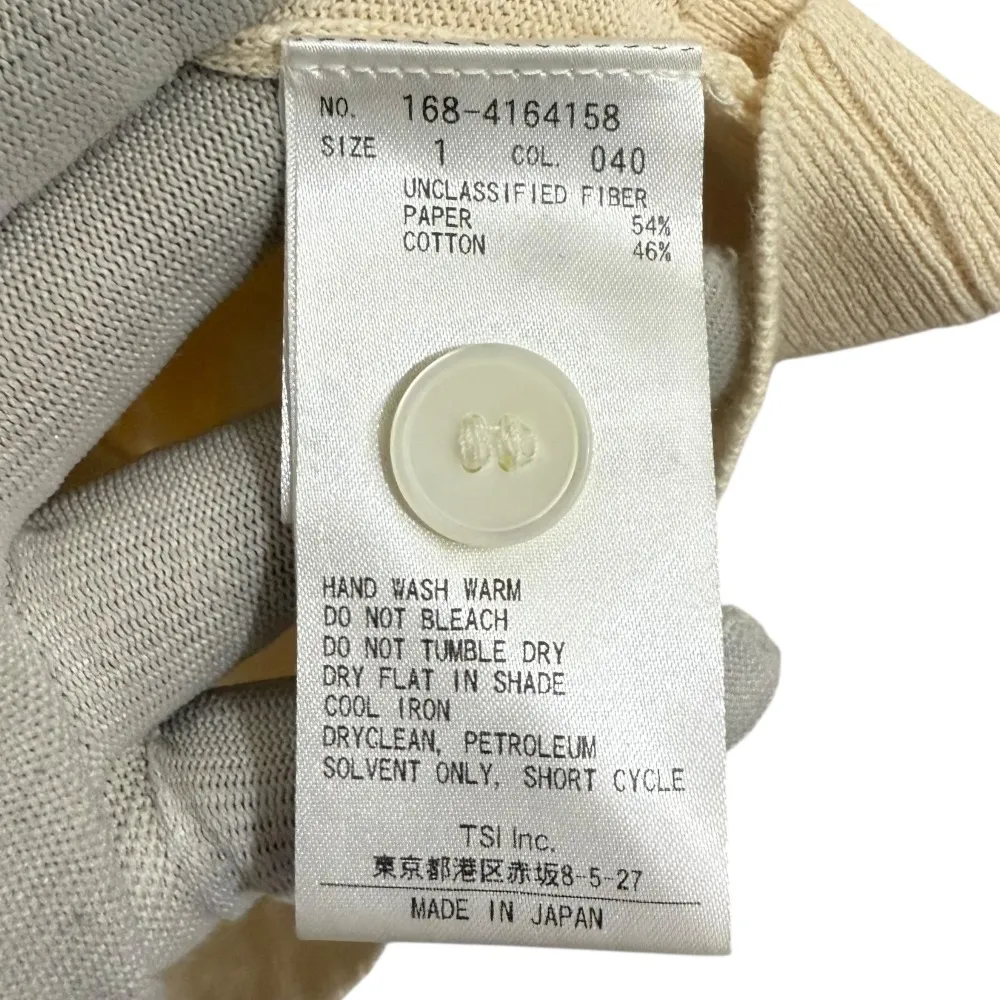 NO. 168-4164158
SIZE 1 COL. 040
UNCLASSIFIED FIBER
PAPER 54%
COTTON 46%
HAND WASH WARM
DO NOT BLEACH
DO NOT TUMBLE DRY
DRY FLAT IN SHADE
COOL IRON
DRYCLEAN, PETROLEUM
SOLVENT ONLY, SHORT CYCLE
TSI Inc.
東京都港区赤坂8-5-27
MADE IN JAPAN